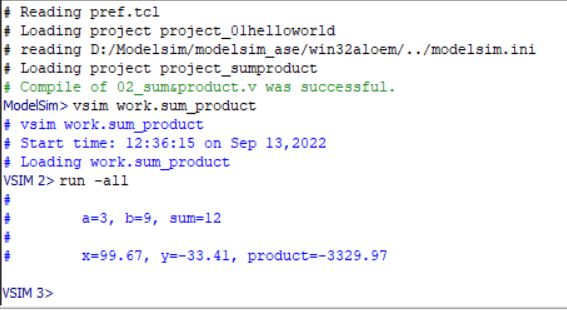 # Reading pref.tcl
# Loading project project_01helloworld
# reading D:/Modelsim/modelsim_ase/win32aloem/../modelsim.ini
# Loading project project_sumproduct
# Compile of 02_sum&product.v was successful.
ModelSim> vsim work.sum_product
# vsim work.sum_product
# Start time: 12:36:15 on Sep 13,2022
# Loading work.sum_product
VSIM 2> run -all
#
#        a=3, b=9, sum=12
#
#        x=99.67, y=-33.41, product=-3329.97
VSIM 3>